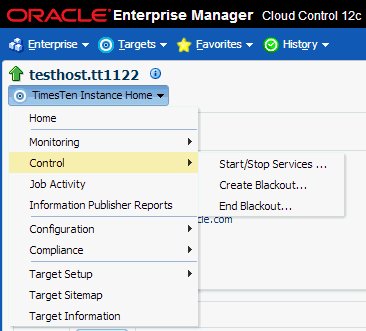 ORACLE Enterprise Manager Cloud Control 12c
Enterprise Targets Favorites History
testhost.tt1122
TimesTen Instance Home
Home
Monitoring
Control
Start/Stop Services ...
Job Activity
Create Blackout...
Information Publisher Reports
End Blackout...
cle.com
Configuration
Compliance
Target Setup
Target Sitemap
Target Information